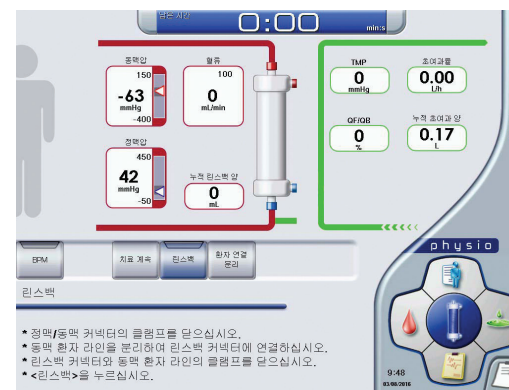 남은 시간
0:00
min:s
동맥압
150
-63
mmHg
-400
혈류
100
0
mL/min
정맥압
450
42
mmHg
-50
누적 린스백 양
0
mL
TMP
0
mmHg
초여과률
0.00
L/h
QF/QB
0
%
누적 초여과 양
0.17
L
BPM
치료 계속
린스백
환자 연결
분리
physio
린스백
* 정맥/동맥 커넥터의 클램프를 닫으십시오.
* 동맥 환자 라인을 분리하여 린스백 커넥터에 연결하십시오.
* 린스백 커넥터와 동맥 환자 라인의 클램프를 닫으십시오.
* <린스백>을 누르십시오.
9:48
03/08/2016